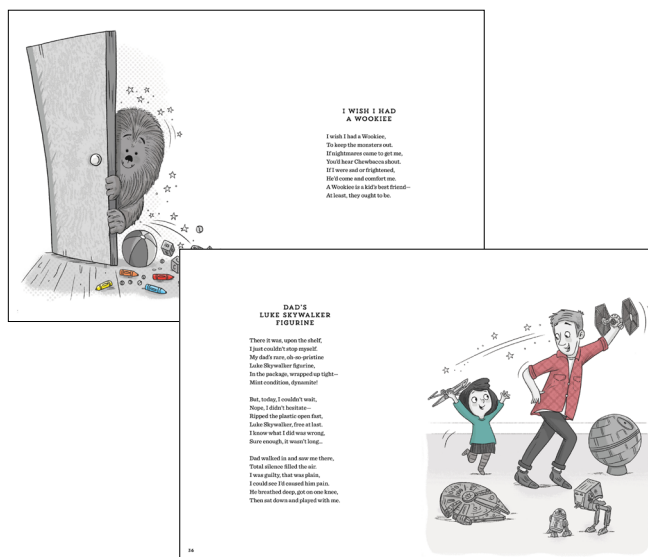 I WISH I HAD
A WOOKIEE
I wish I had a Wookiee,
To keep the monsters out.
If nightmares came to get me,
You'd hear Chewbacca shout.
If I were sad or frightened,
He'd come and comfort me.
A Wookiee is a kid's best friend—
At least, they ought to be.
DAD'S
LUKE SKYWALKER
FIGURINE
There it was, upon the shelf,
I just couldn't stop myself.
My dad's rare, oh-so-pristine
Luke Skywalker figurine,
In the package, wrapped up tight—
Mint condition, dynamite!
But, today, I couldn't wait,
Nope, I didn't hesitate—
Ripped the plastic open fast,
Luke Skywalker, free at last.
I know what I did was wrong,
Sure enough, it wasn't long...
Dad walked in and saw me there,
Total silence filled the air.
I was guilty, that was plain,
I could see I'd caused him pain.
He breathed deep, got on one knee,
Then sat down and played with me.